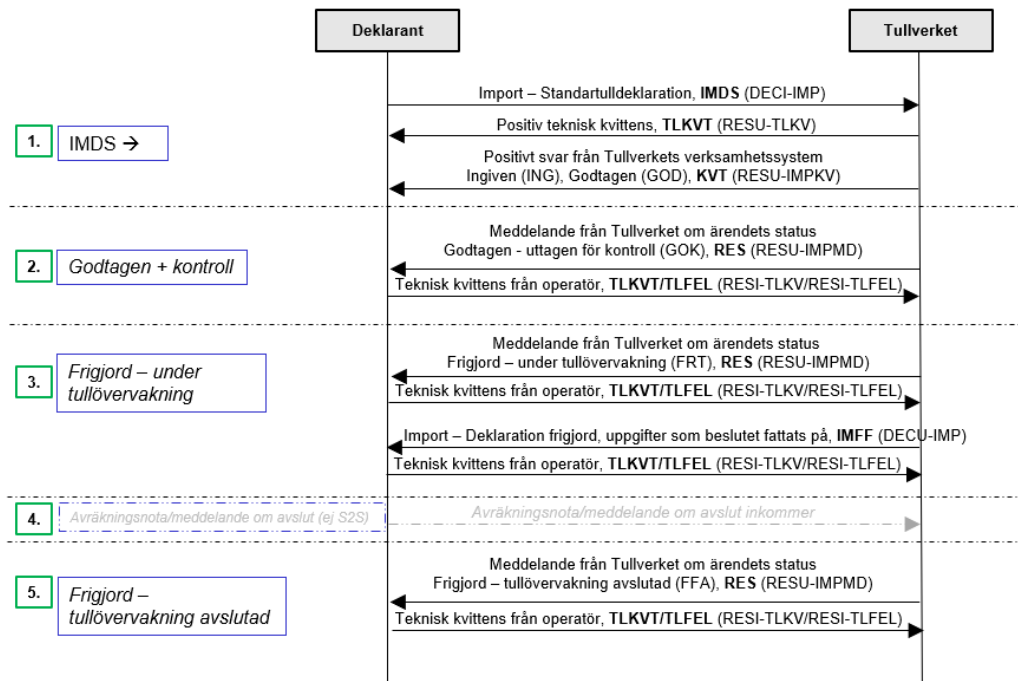 Deklarant
Tullverket
Import – Standartulldeklaration, IMDS (DECI-IMP)
1.
IMDS →
Positiv teknisk kvittens, TLKVT (RESU-TLKV)
Positivt svar från Tullverkets verksamhetssystem
Ingiven (ING), Godtagen (GOD), KVT (RESU-IMPKV)
2.
Godtagen + kontroll
Meddelande från Tullverket om ärendets status
Godtagen - uttagen för kontroll (GOK), RES (RESU-IMPMD)
Teknisk kvittens från operatör, TLKVT/TLFEL (RESI-TLKV/RESI-TLFEL)
3.
Frigjord – under
tullövervakning
Meddelande från Tullverket om ärendets status
Frigjord – under tullövervakning (FRT), RES (RESU-IMPMD)
Teknisk kvittens från operatör, TLKVT/TLFEL (RESI-TLKV/RESI-TLFEL)
Import – Deklaration frigjord, uppgifter som beslutet fattats på, IMFF (DECU-IMP)
Teknisk kvittens från operatör, TLKVT/TLFEL (RESI-TLKV/RESI-TLFEL)
4.
Avräkningsnota/meddelande om avslut (ej S2S)
Avräkningsnota/meddelande om avslut inkommer
5.
Frigjord –
tullövervakning avslutad
Meddelande från Tullverket om ärendets status
Frigjord – tullövervakning avslutad (FFA), RES (RESU-IMPMD)
Teknisk kvittens från operatör, TLKVT/TLFEL (RESI-TLKV/RESI-TLFEL)